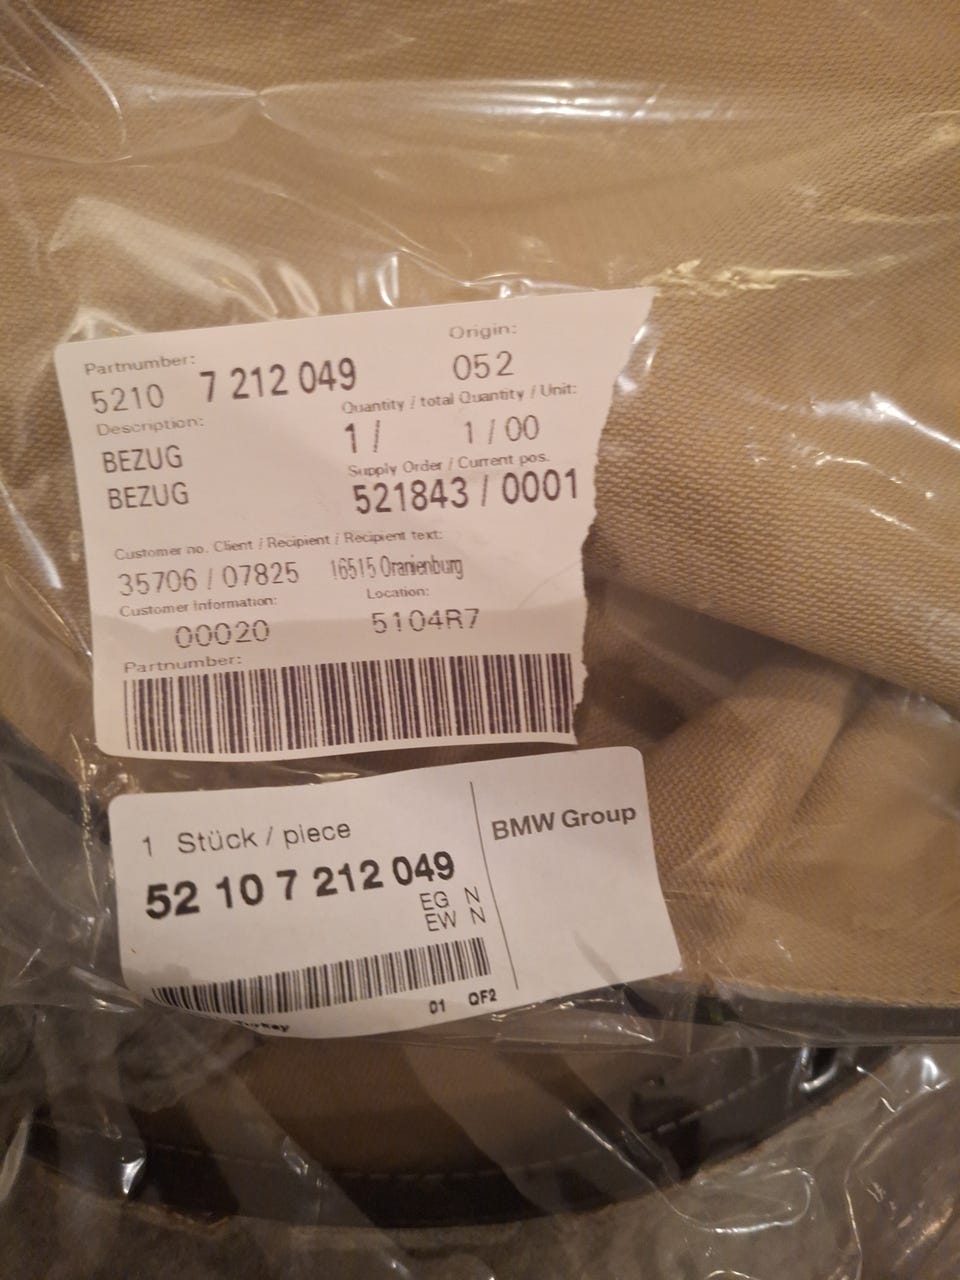 Partnumber:
Origin:
5210 7 212 049
052
Description:
Quantity / total Quantity / Unit:
BEZUG
1 / 1 / 00
BEZUG
Supply Order / Current pos.
521843 / 0001
Customer no. Client / Recipient / Recipient text:
35706 / 07825 16515 Oranienburg
Customer Information:
Location:
00020
5104R7
Partnumber:
1 Stück / piece
BMW Group
52 10 7 212 049
EG N
EW N
01 QF2